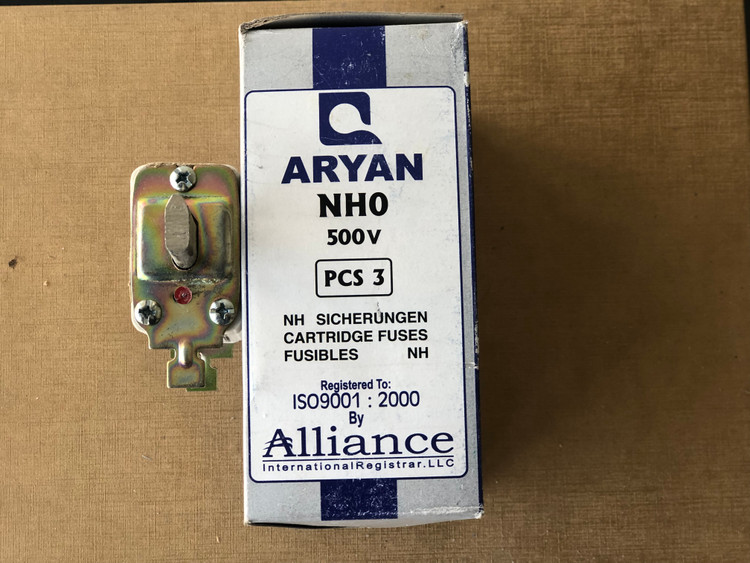 ARYAN
NH0
500V
PCS 3
NH SICHERUNGEN
CARTRIDGE FUSES
FUSIBLES NH
Registered To:
ISO9001 : 2000
By
Alliance
InternationalRegistrar.LLC